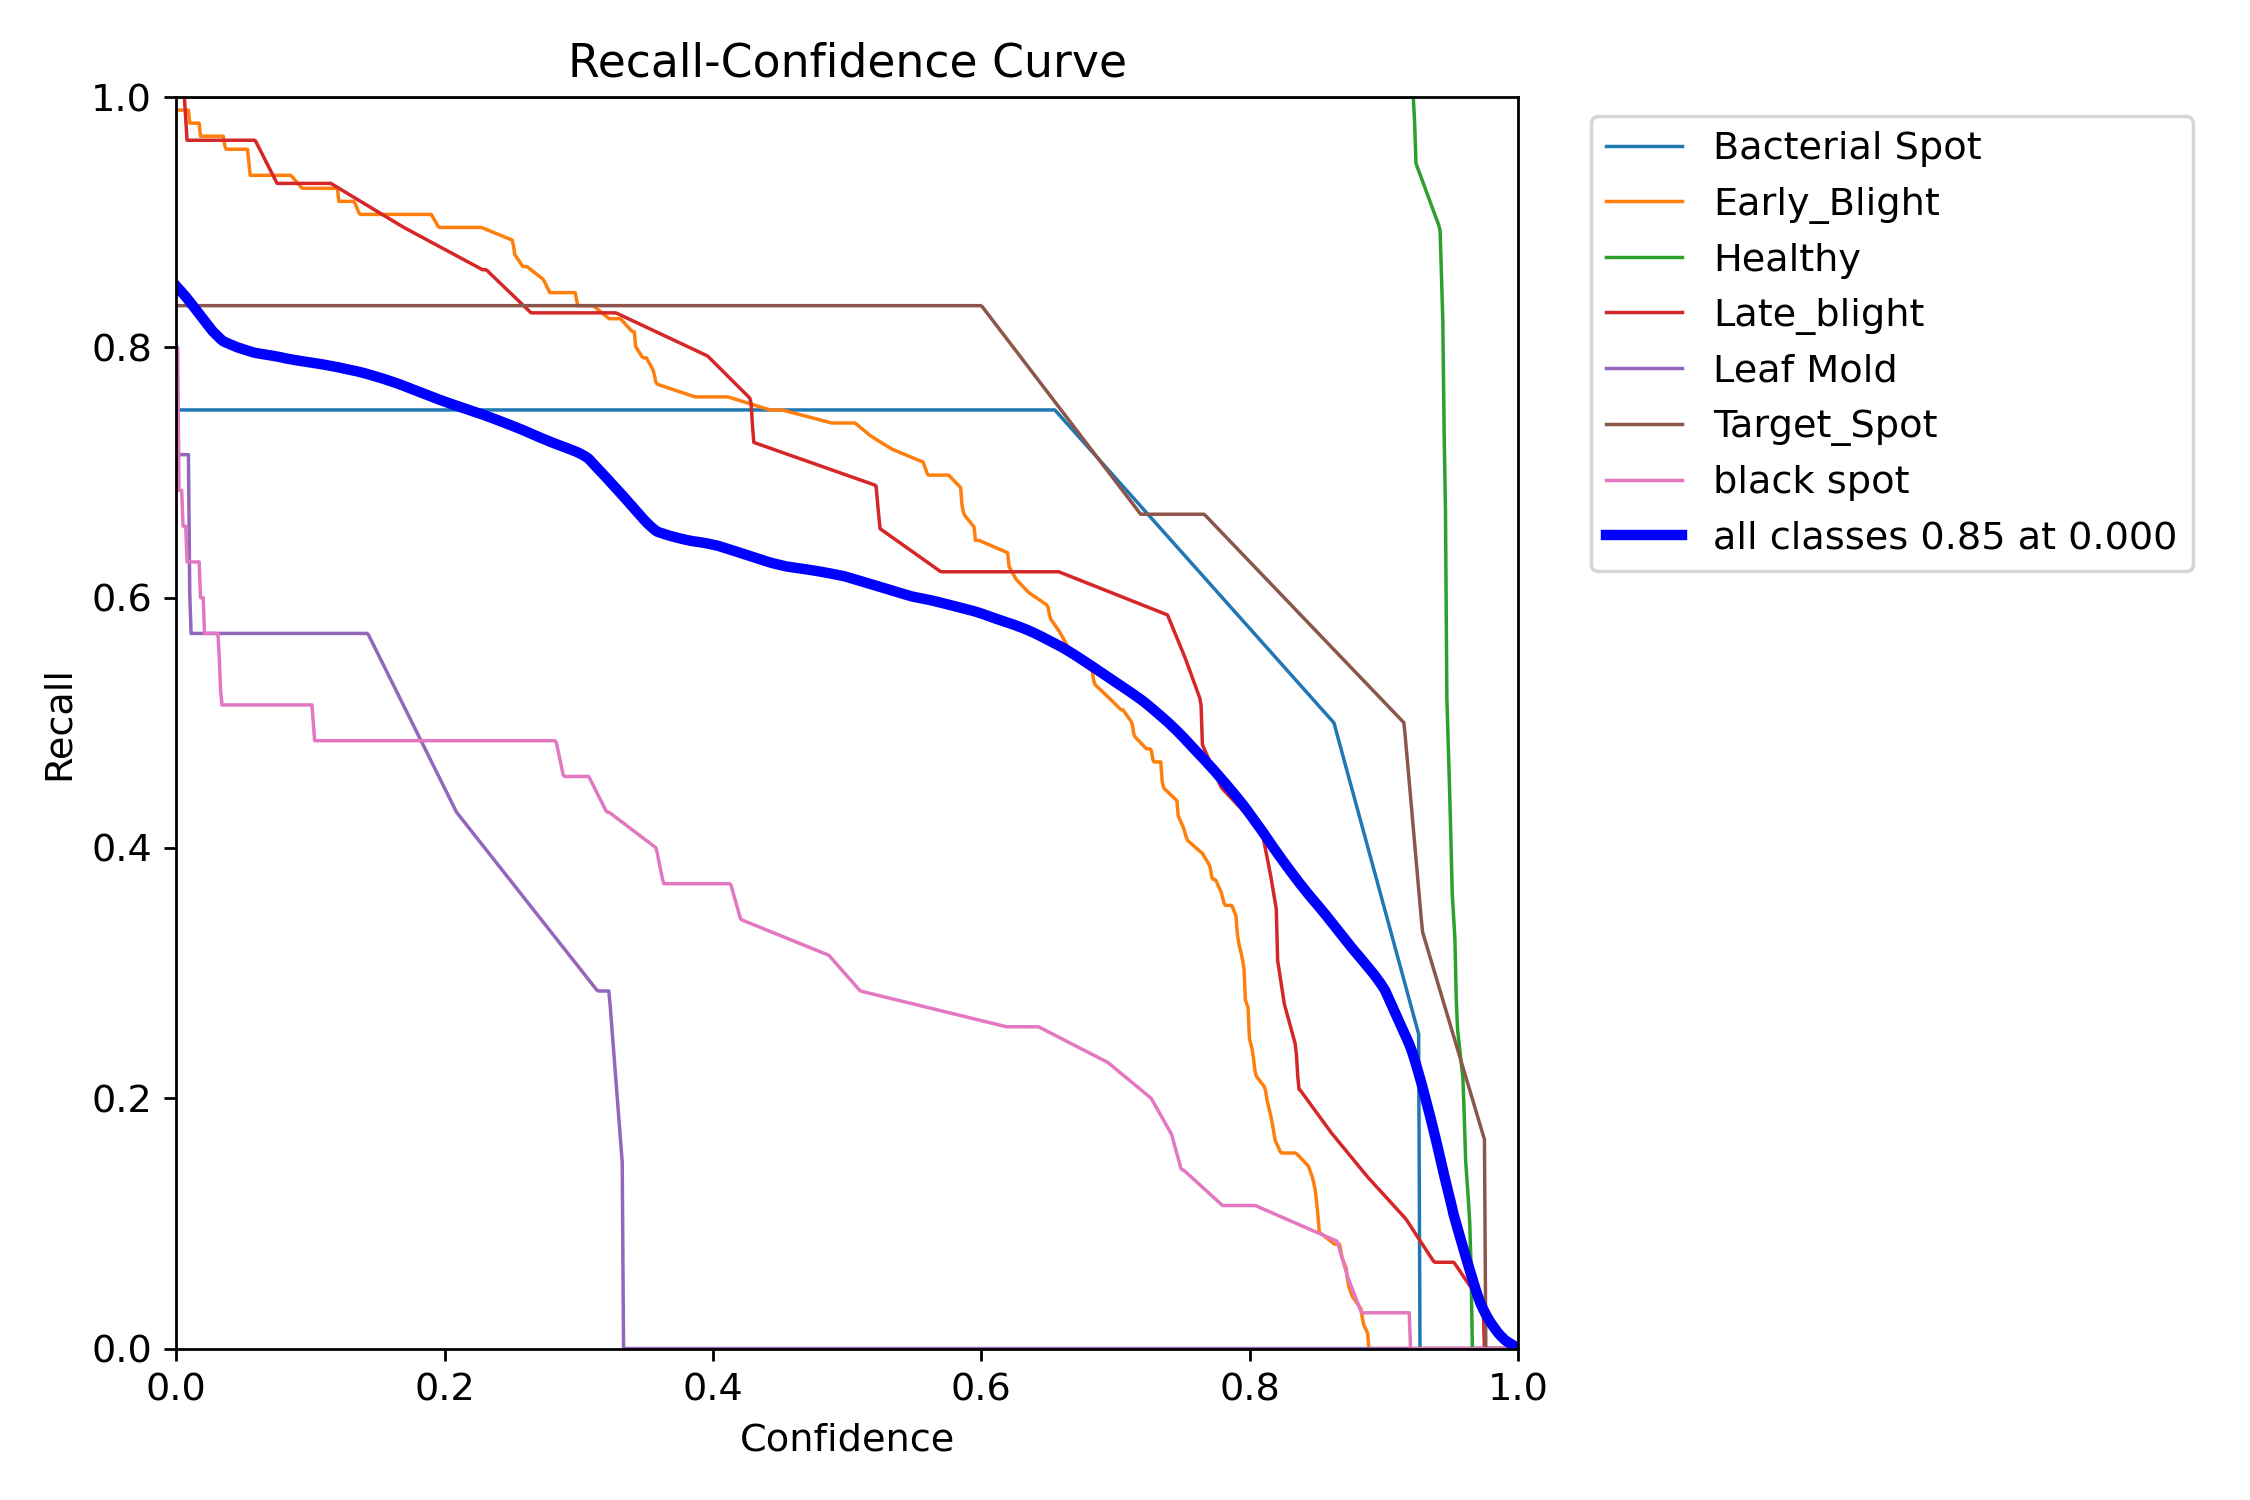 Recall-Confidence Curve
1.0
0.8
0.6
0.4
0.2
0.0
Recall
0.0 0.2 0.4 0.6 0.8 1.0
Confidence
Bacterial Spot
Early_Blight
Healthy
Late_blight
Leaf Mold
Target_Spot
black spot
all classes 0.85 at 0.000